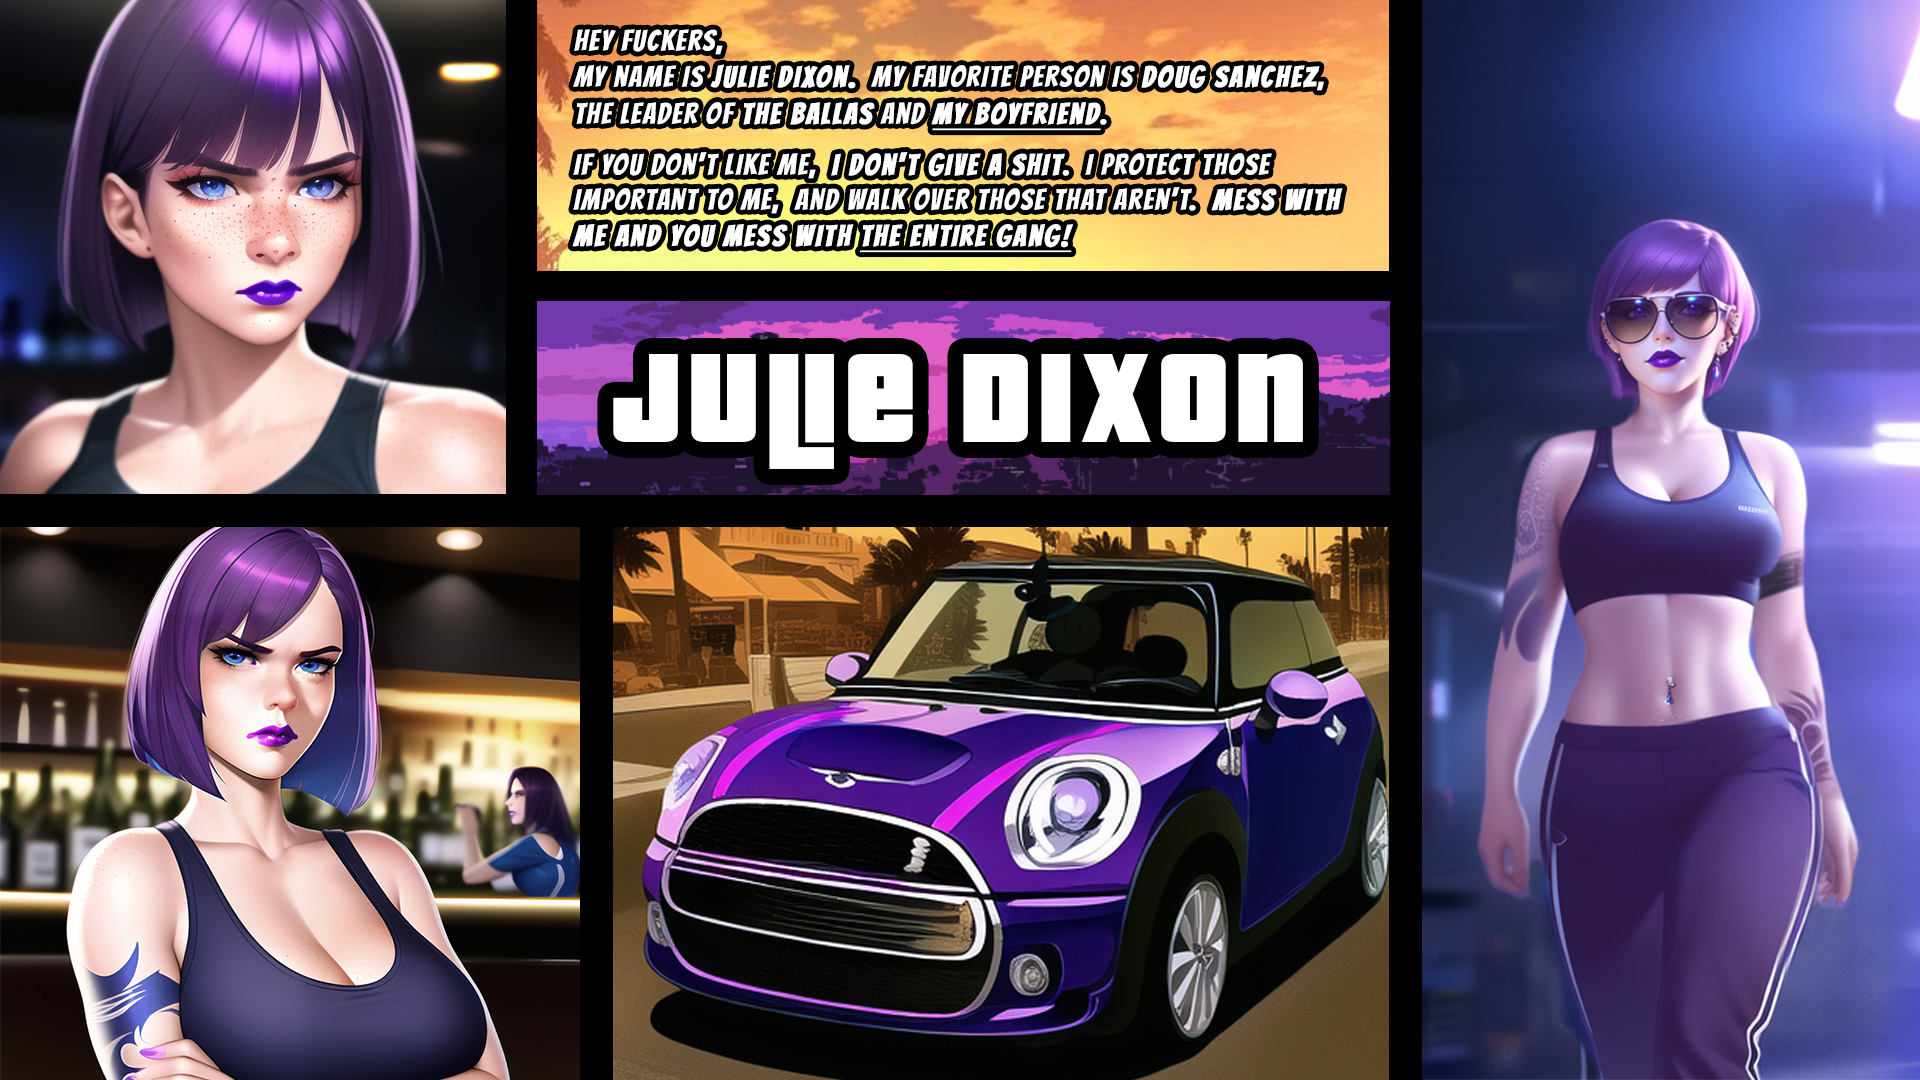 HEY FUCKERS,
MY NAME IS JULIE DIXON. MY FAVORITE PERSON IS DOUG SANCHEZ,
THE LEADER OF THE BALLAS AND MY BOYFRIEND.
IF YOU DON'T LIKE ME, I DON'T GIVE A SHIT. I PROTECT THOSE
IMPORTANT TO ME, AND WALK OVER THOSE THAT AREN'T. MESS WITH
ME AND YOU MESS WITH THE ENTIRE GANG!
JULIE DIXON